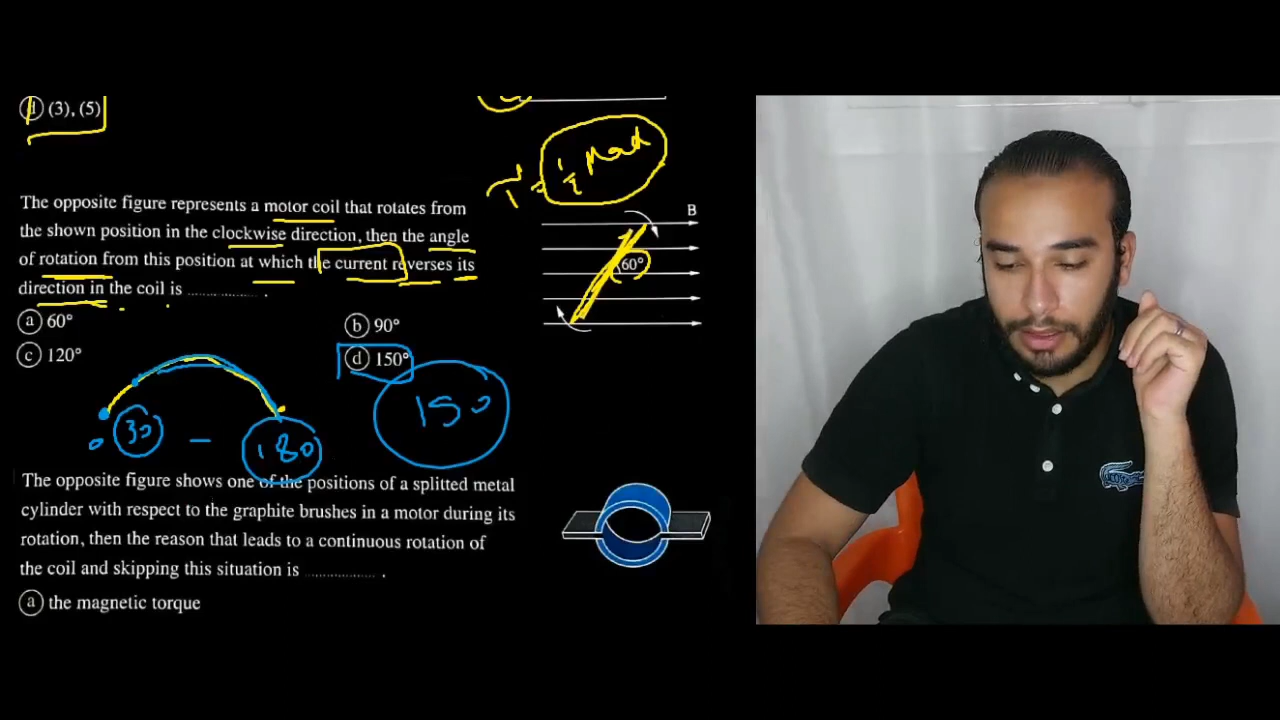 d (3), (5)
τ = 1/2 Max
The opposite figure represents a motor coil that rotates from
the shown position in the clockwise direction, then the angle
of rotation from this position at which the current reverses its
direction in the coil is ................... .
B
60°
a 60°
b 90°
c 120°
d 150°
0 30 – 180
150
The opposite figure shows one of the positions of a splitted metal
cylinder with respect to the graphite brushes in a motor during its
rotation, then the reason that leads to a continuous rotation of
the coil and skipping this situation is ................... .
a the magnetic torque